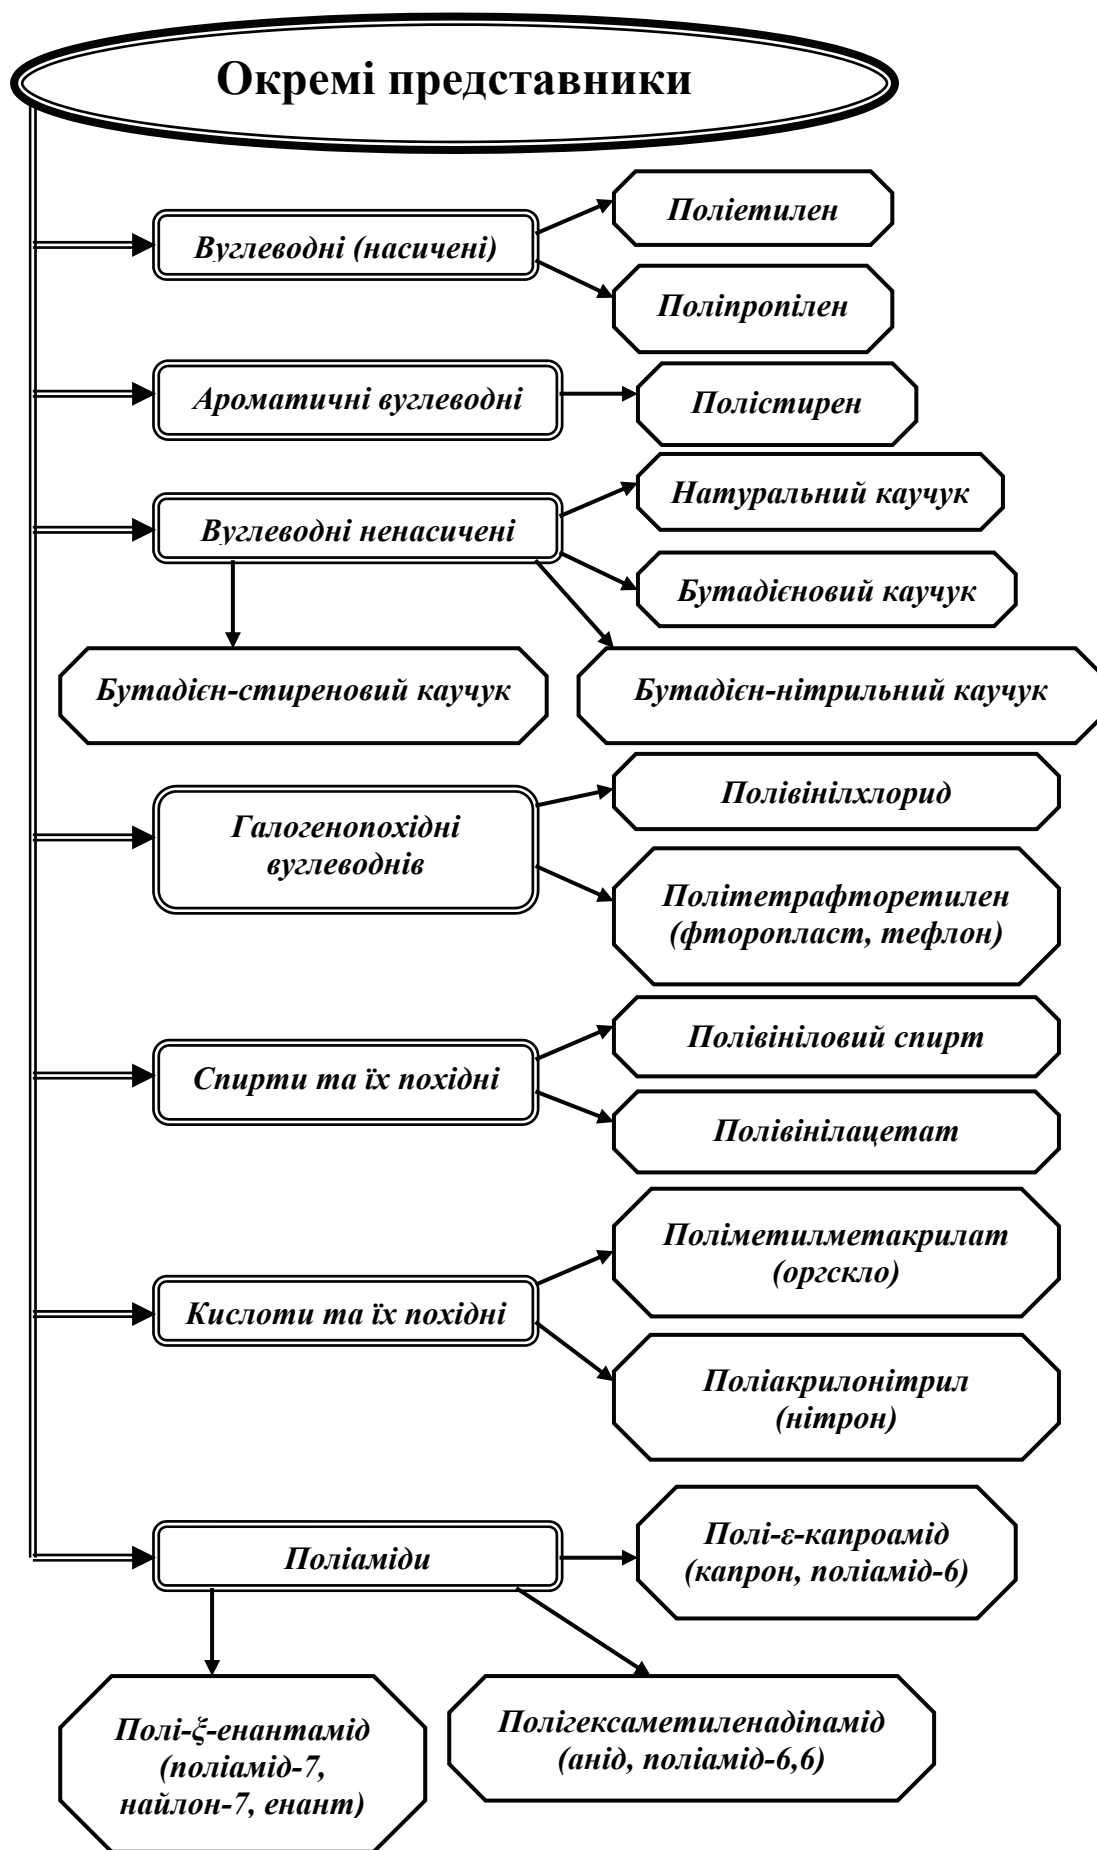 Окремі представники
Поліетилен
Вуглеводні (насичені)
Поліпропілен
Ароматичні вуглеводні
Полістирен
Натуральний каучук
Вуглеводні ненасичені
Бутадієновий каучук
Бутадієн-стиреновий каучук
Бутадієн-нітрильний каучук
Полівінілхлорид
Галогенопохідні
вуглеводнів
Політетрафторетилен
(фторопласт, тефлон)
Полівініловий спирт
Спирти та їх похідні
Полівінілацетат
Поліметилметакрилат
(оргскло)
Кислоти та їх похідні
Поліакрилонітрил
(нітрон)
Полі-ε-капроамід
(капрон, поліамід-6)
Поліаміди
Полі-ξ-енантамід
(поліамід-7,
найлон-7, енант)
Полігексаметиленадіпамід
(анід, поліамід-6,6)